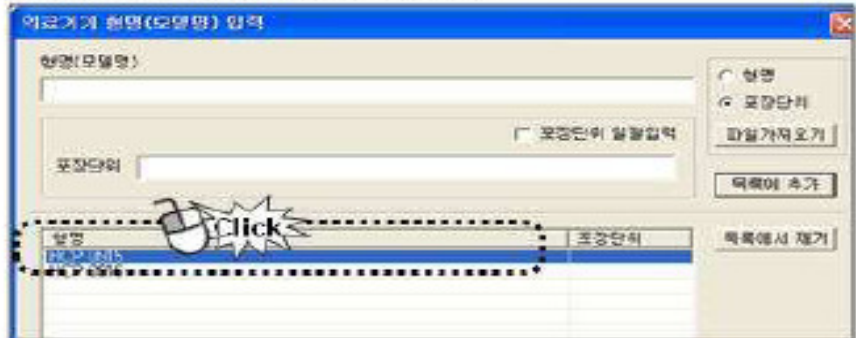 의료기기 형명(모델명) 입력
형명(모델명)
형명
포장단위
포장단위 일괄입력
파일가져오기
포장단위
목록에 추가
Click
형명
포장단위
목록에서 제거